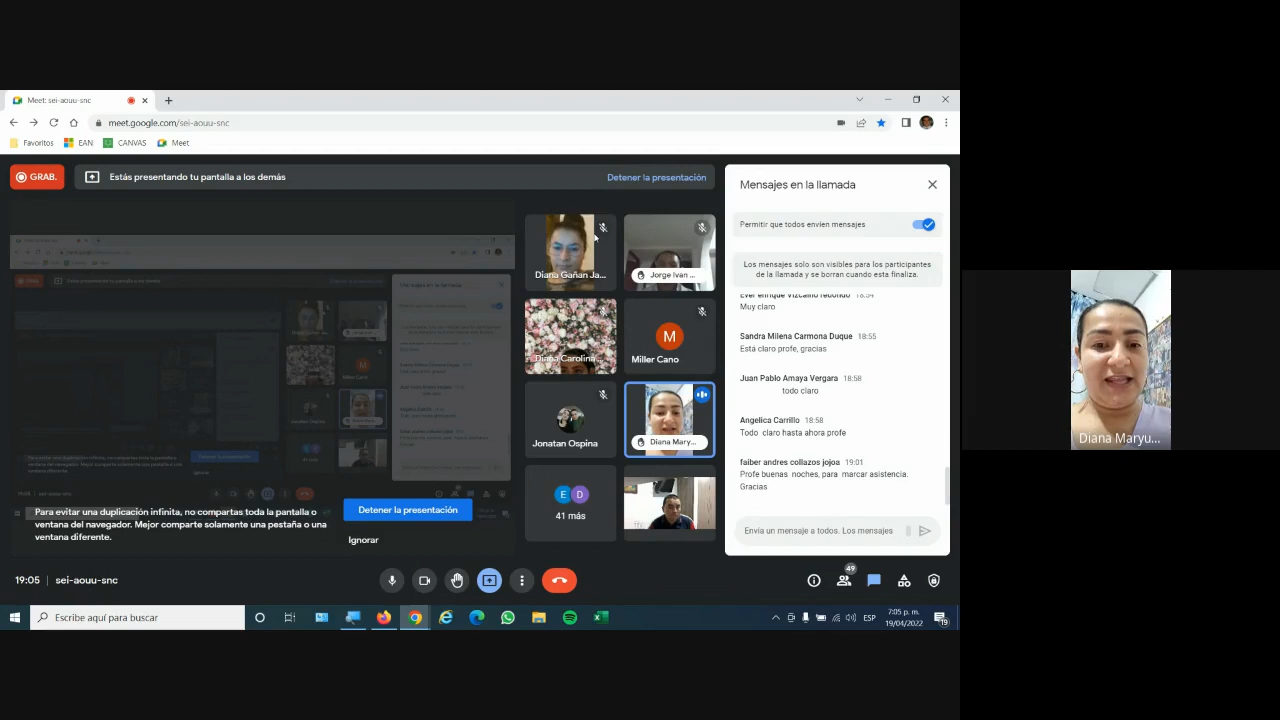 Meet: sei-aouu-snc
meet.google.com/sei-aouu-snc
Favoritos EAN CANVAS Meet
GRAB. Estás presentando tu pantalla a los demás Detener la presentación
Mensajes en la llamada
Permitir que todos envíen mensajes
Los mensajes solo son visibles para los participantes
de la llamada y se borran cuando esta finaliza.
Ever enrique Vizcaino redondo 18:54
Muy claro
Sandra Milena Carmona Duque 18:55
Está claro profe, gracias
Juan Pablo Amaya Vergara 18:58
todo claro
Angelica Carrillo 18:58
Todo claro hasta ahora profe
faiber andres collazos jojoa 19:01
Profe buenas noches, para marcar asistencia.
Gracias
Envía un mensaje a todos. Los mensajes
Diana Gañan Ja...
Jorge Ivan ...
Diana Carolina...
M
Miller Cano
Jonatan Ospina
Diana Mary...
E D
41 más
Para evitar una duplicación infinita, no compartas toda la pantalla o
ventana del navegador. Mejor comparte solamente una pestaña o una
ventana diferente.
Detener la presentación
Ignorar
19:05 sei-aouu-snc
49
Escribe aquí para buscar
ESP
7:05 p. m.
19/04/2022
19
Diana Maryu...